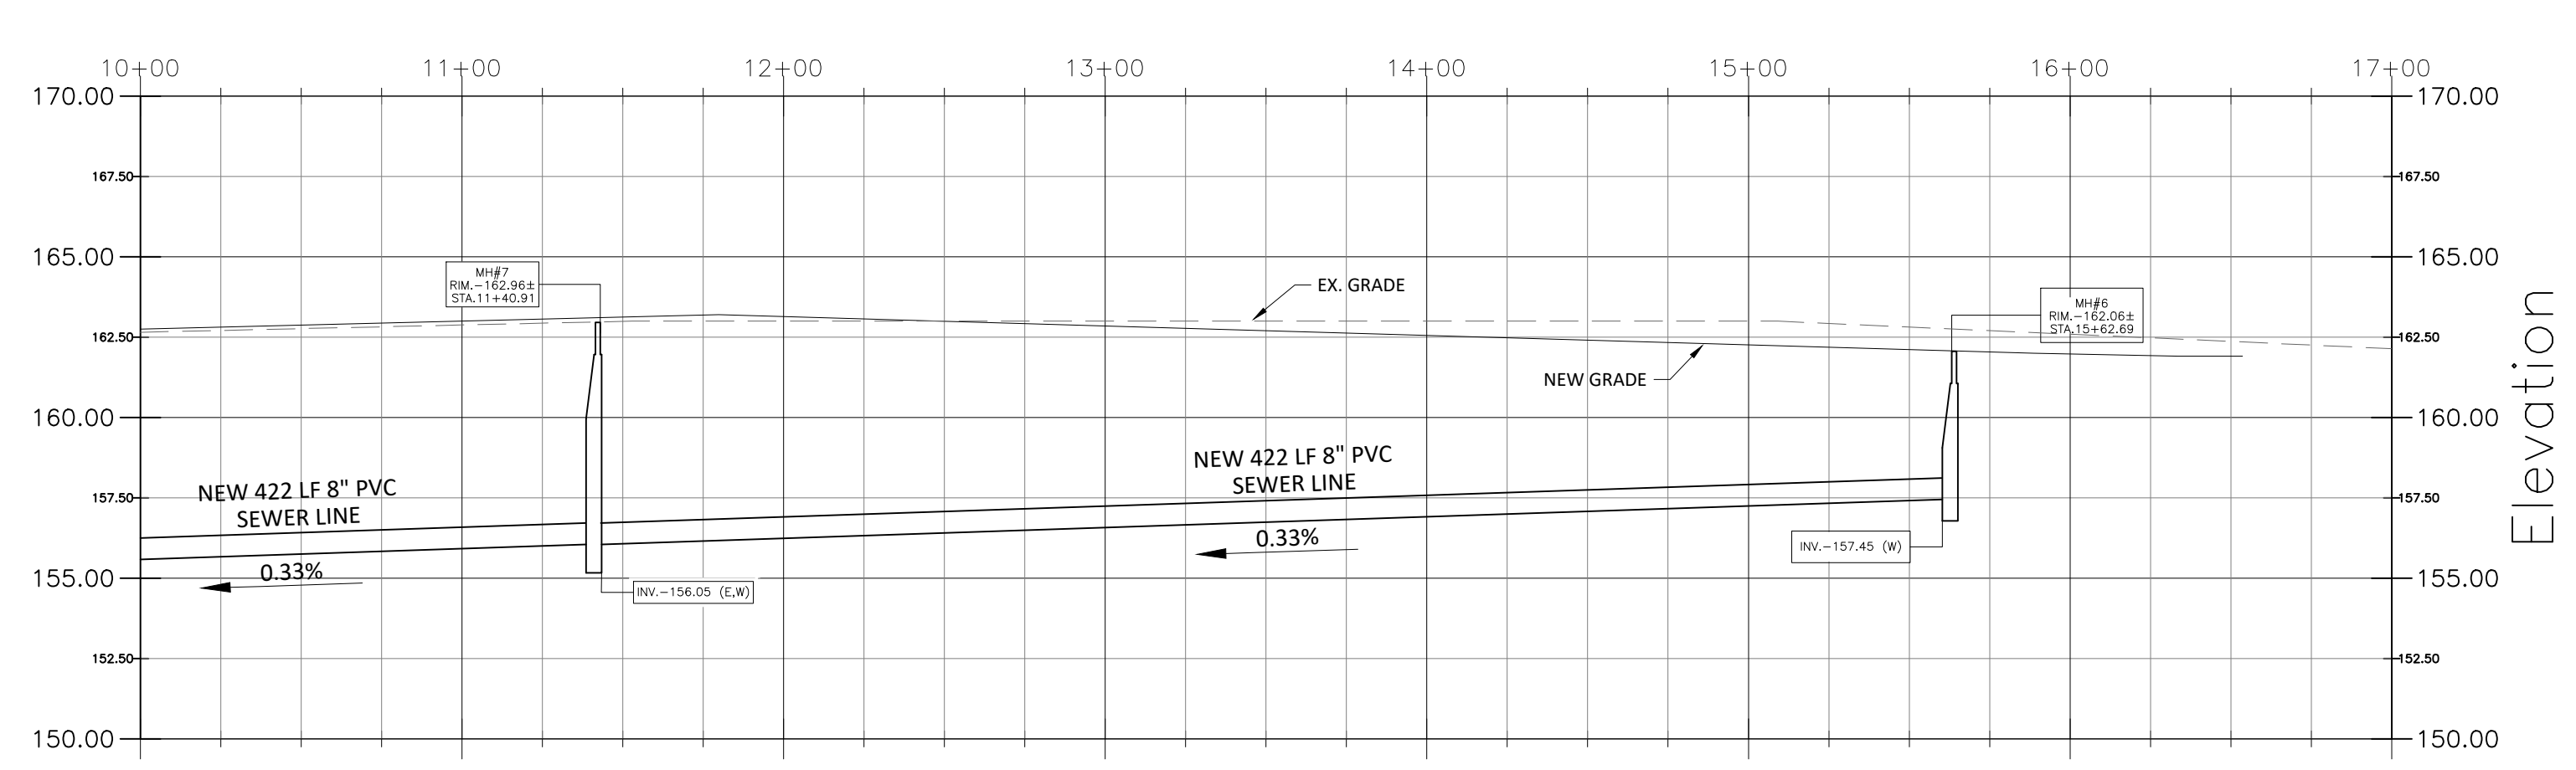 10+00 11+00 12+00 13+00 14+00 15+00 16+00 17+00
170.00 170.00
167.50 167.50
165.00 165.00
MH#7
RIM.-162.96±
STA.11+40.91
EX. GRADE
MH#6
RIM.-162.06±
STA.15+62.69
162.50 162.50
NEW GRADE
160.00 160.00
Elevation
NEW 422 LF 8" PVC
SEWER LINE
NEW 422 LF 8" PVC
SEWER LINE
157.50 157.50
0.33%
INV.-157.45 (W)
0.33%
155.00 155.00
INV.-156.05 (E,W)
152.50 152.50
150.00 150.00